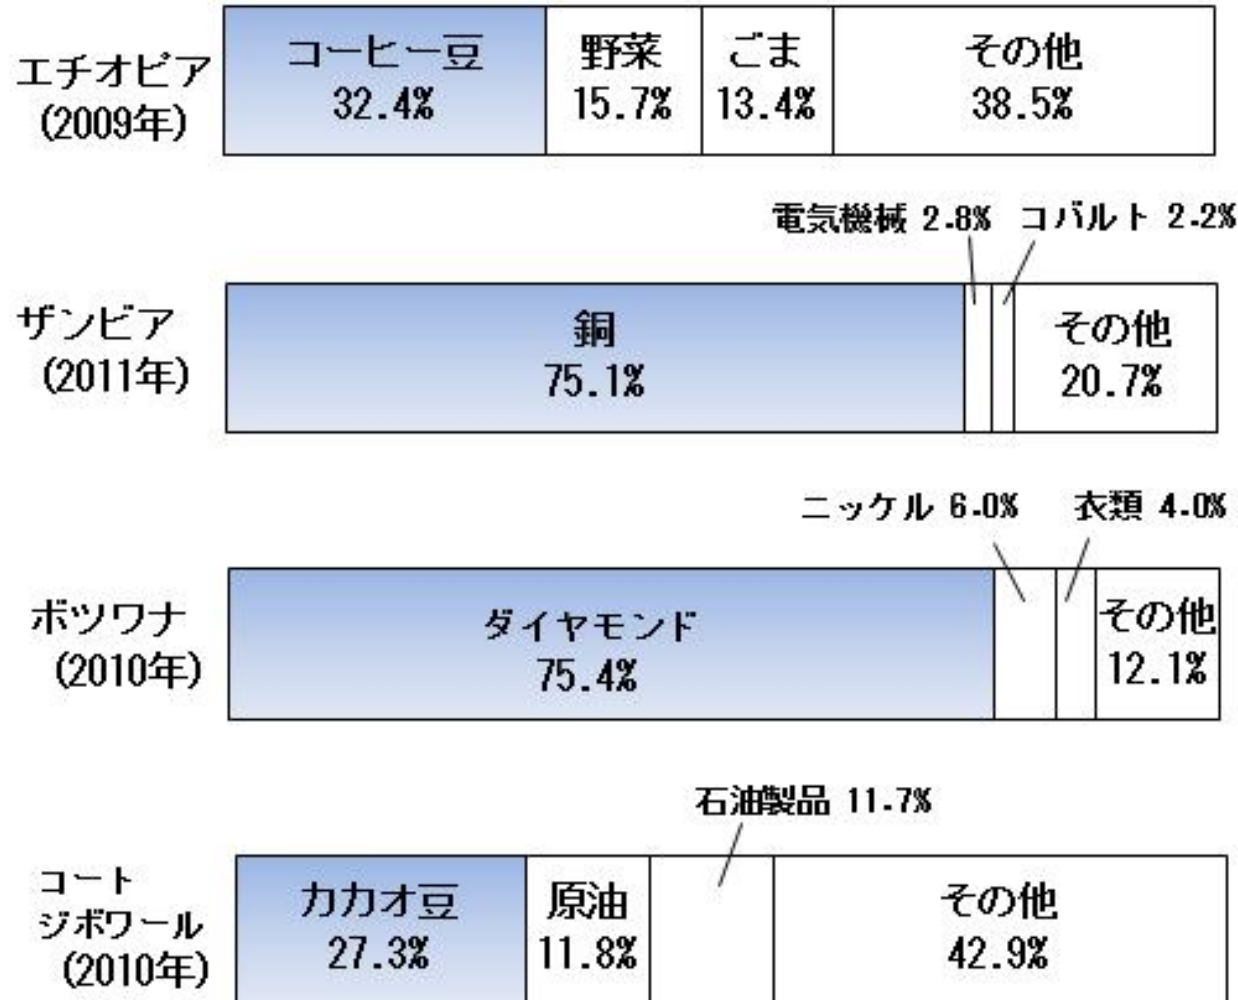 エチオピア
(2009年)
コーヒー豆
32.4%
野菜
15.7%
ごま
13.4%
その他
38.5%
電気機械 2.8%
コバルト 2.2%
ザンビア
(2011年)
銅
75.1%
その他
20.7%
ニッケル 6.0%
衣類 4.0%
ボツワナ
(2010年)
ダイヤモンド
75.4%
その他
12.1%
石油製品 11.7%
コート
ジボワール
(2010年)
カカオ豆
27.3%
原油
11.8%
その他
42.9%